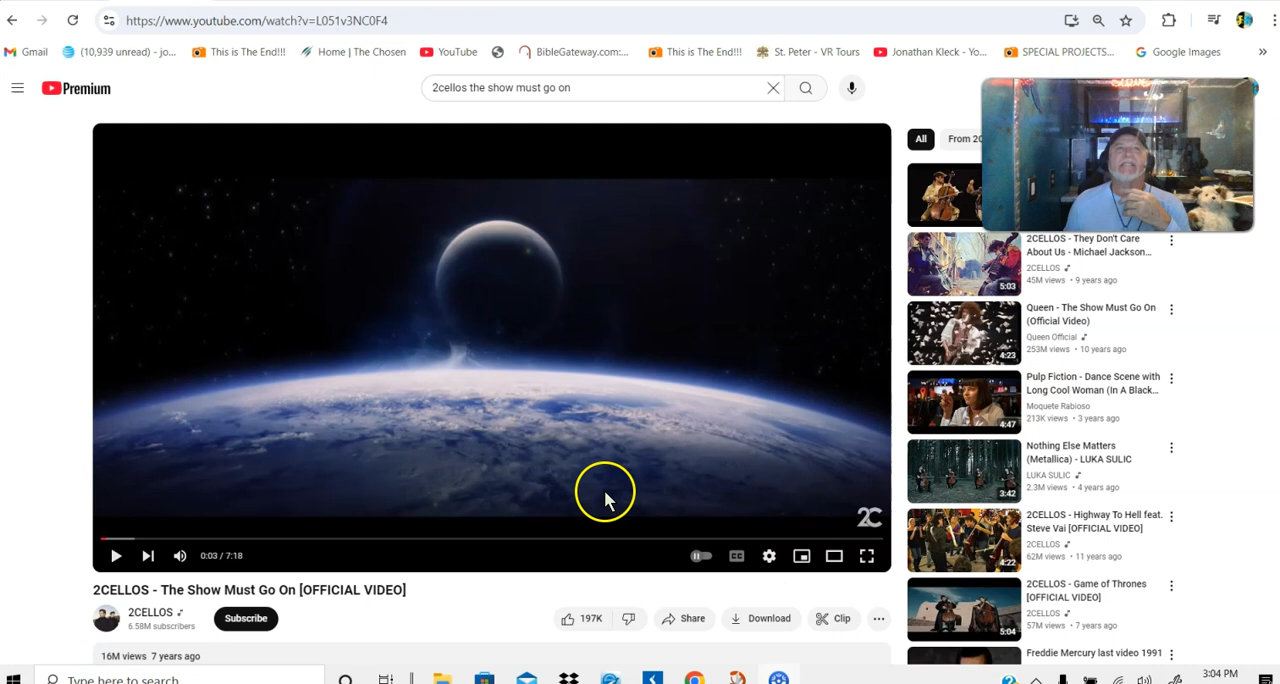 https://www.youtube.com/watch?v=L051v3NC0F4
Gmail
(10,939 unread) - jo...
This is The End!!!
Home | The Chosen
YouTube
BibleGateway.com:...
This is The End!!!
St. Peter - VR Tours
Jonathan Kleck - Yo...
SPECIAL PROJECTS...
Google Images
»
Premium
2cellos the show must go on
All
From 2C
2CELLOS - They Don't Care
About Us - Michael Jackson...
2CELLOS
45M views • 9 years ago
5:03
Queen - The Show Must Go On
(Official Video)
Queen Official
253M views • 10 years ago
4:23
Pulp Fiction - Dance Scene with
Long Cool Woman (In A Black...
Moquete Rabioso
213K views • 3 years ago
4:47
Nothing Else Matters
(Metallica) - LUKA SULIC
LUKA SULIC
2.3M views • 4 years ago
3:42
2CELLOS - Highway To Hell feat.
Steve Vai [OFFICIAL VIDEO]
2CELLOS
62M views • 11 years ago
4:22
2CELLOS - Game of Thrones
[OFFICIAL VIDEO]
2CELLOS
57M views • 7 years ago
5:04
Freddie Mercury last video 1991
2C
0:03 / 7:18
CC
2CELLOS - The Show Must Go On [OFFICIAL VIDEO]
2CELLOS
6.58M subscribers
Subscribe
197K
Share
Download
Clip
16M views 7 years ago
Type here to search
3:04 PM